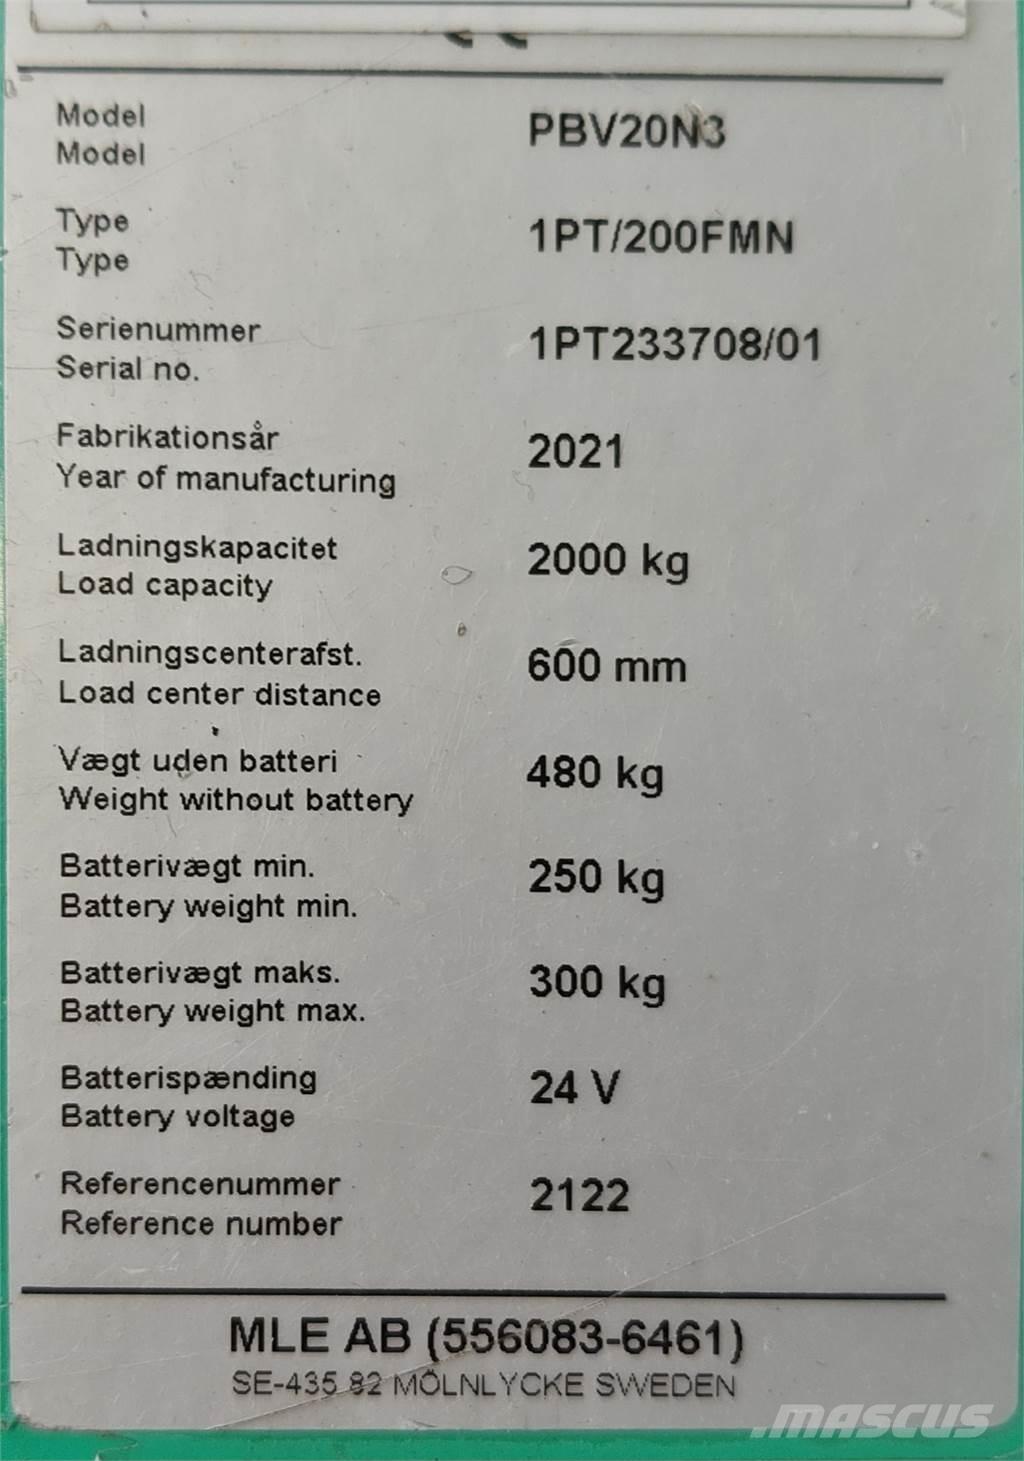 Model
Model
PBV20N3
Type
Type
1PT/200FMN
Serienummer
Serial no.
1PT233708/01
Fabrikationsår
Year of manufacturing
2021
Ladningskapacitet
Load capacity
2000 kg
Ladningscenterafst.
Load center distance
600 mm
Vægt uden batteri
Weight without battery
480 kg
Batterivægt min.
Battery weight min.
250 kg
Batterivægt maks.
Battery weight max.
300 kg
Batterispænding
Battery voltage
24 V
Referencenummer
Reference number
2122
MLE AB (556083-6461)
SE-435 82 MÖLNLYCKE SWEDEN
MASCUS